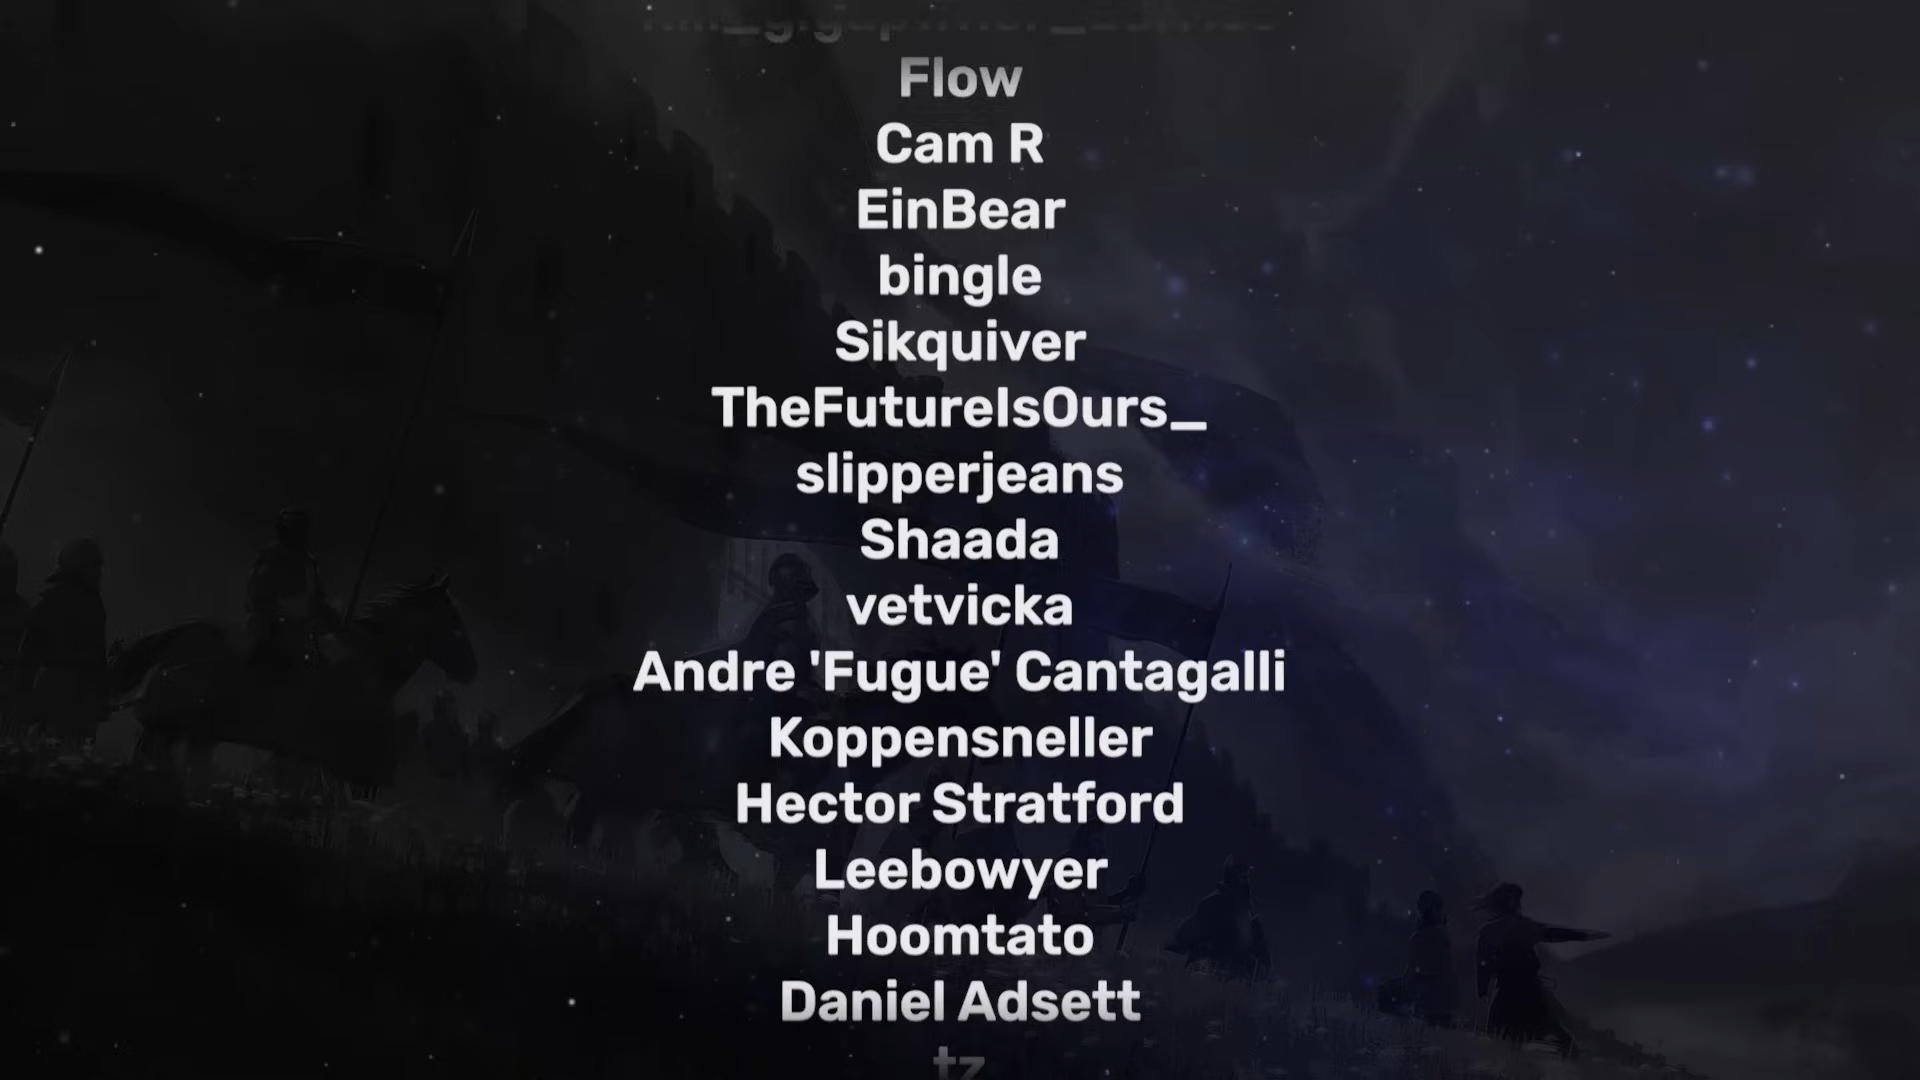 Flow
Cam R
EinBear
bingle
Sikquiver
TheFutureIsOurs_
slipperjeans
Shaada
vetvicka
Andre 'Fugue' Cantagalli
Koppensneller
Hector Stratford
Leebowyer
Hoomtato
Daniel Adsett
tz